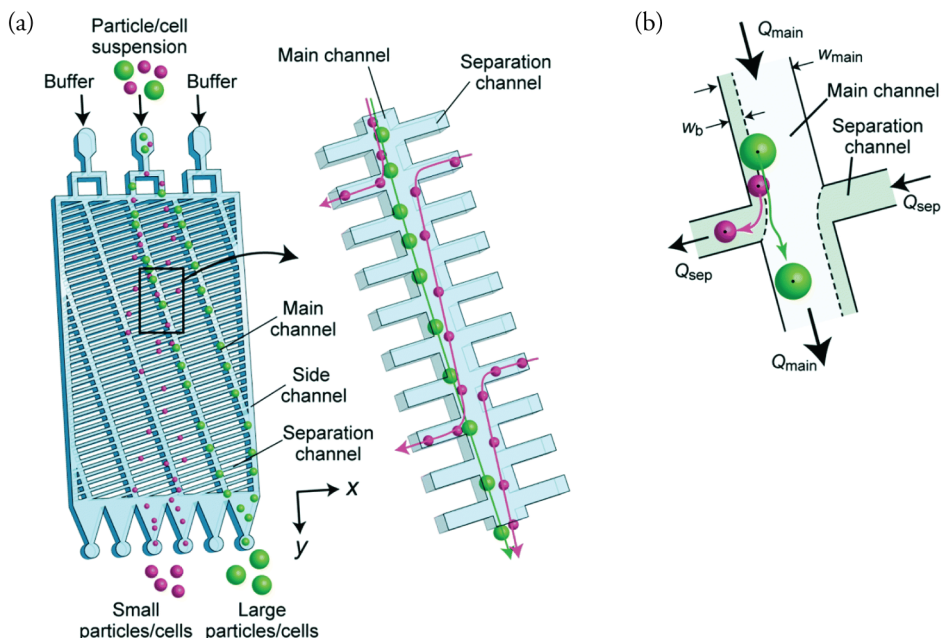 (a)
Particle/cell
suspension
Buffer
Buffer
Main channel
Separation
channel
Main
channel
Side
channel
Separation
channel
x
y
Small
particles/cells
Large
particles/cells
(b)
Qmain
wmain
Main channel
wb
Separation
channel
Qsep
Qsep
Qmain